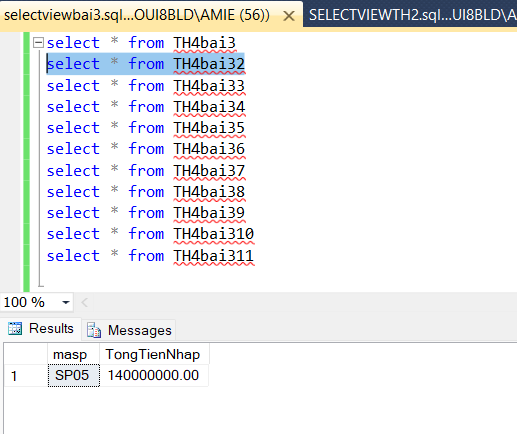 selectviewbai3.sql...OUI8BLD\AMIE (56))
SELECTVIEWTH2.sql...UI8BLD\A
select * from TH4bai3
select * from TH4bai32
select * from TH4bai33
select * from TH4bai34
select * from TH4bai35
select * from TH4bai36
select * from TH4bai37
select * from TH4bai38
select * from TH4bai39
select * from TH4bai310
select * from TH4bai311
100 %
Results Messages
masp TongTienNhap
1 SP05 140000000.00